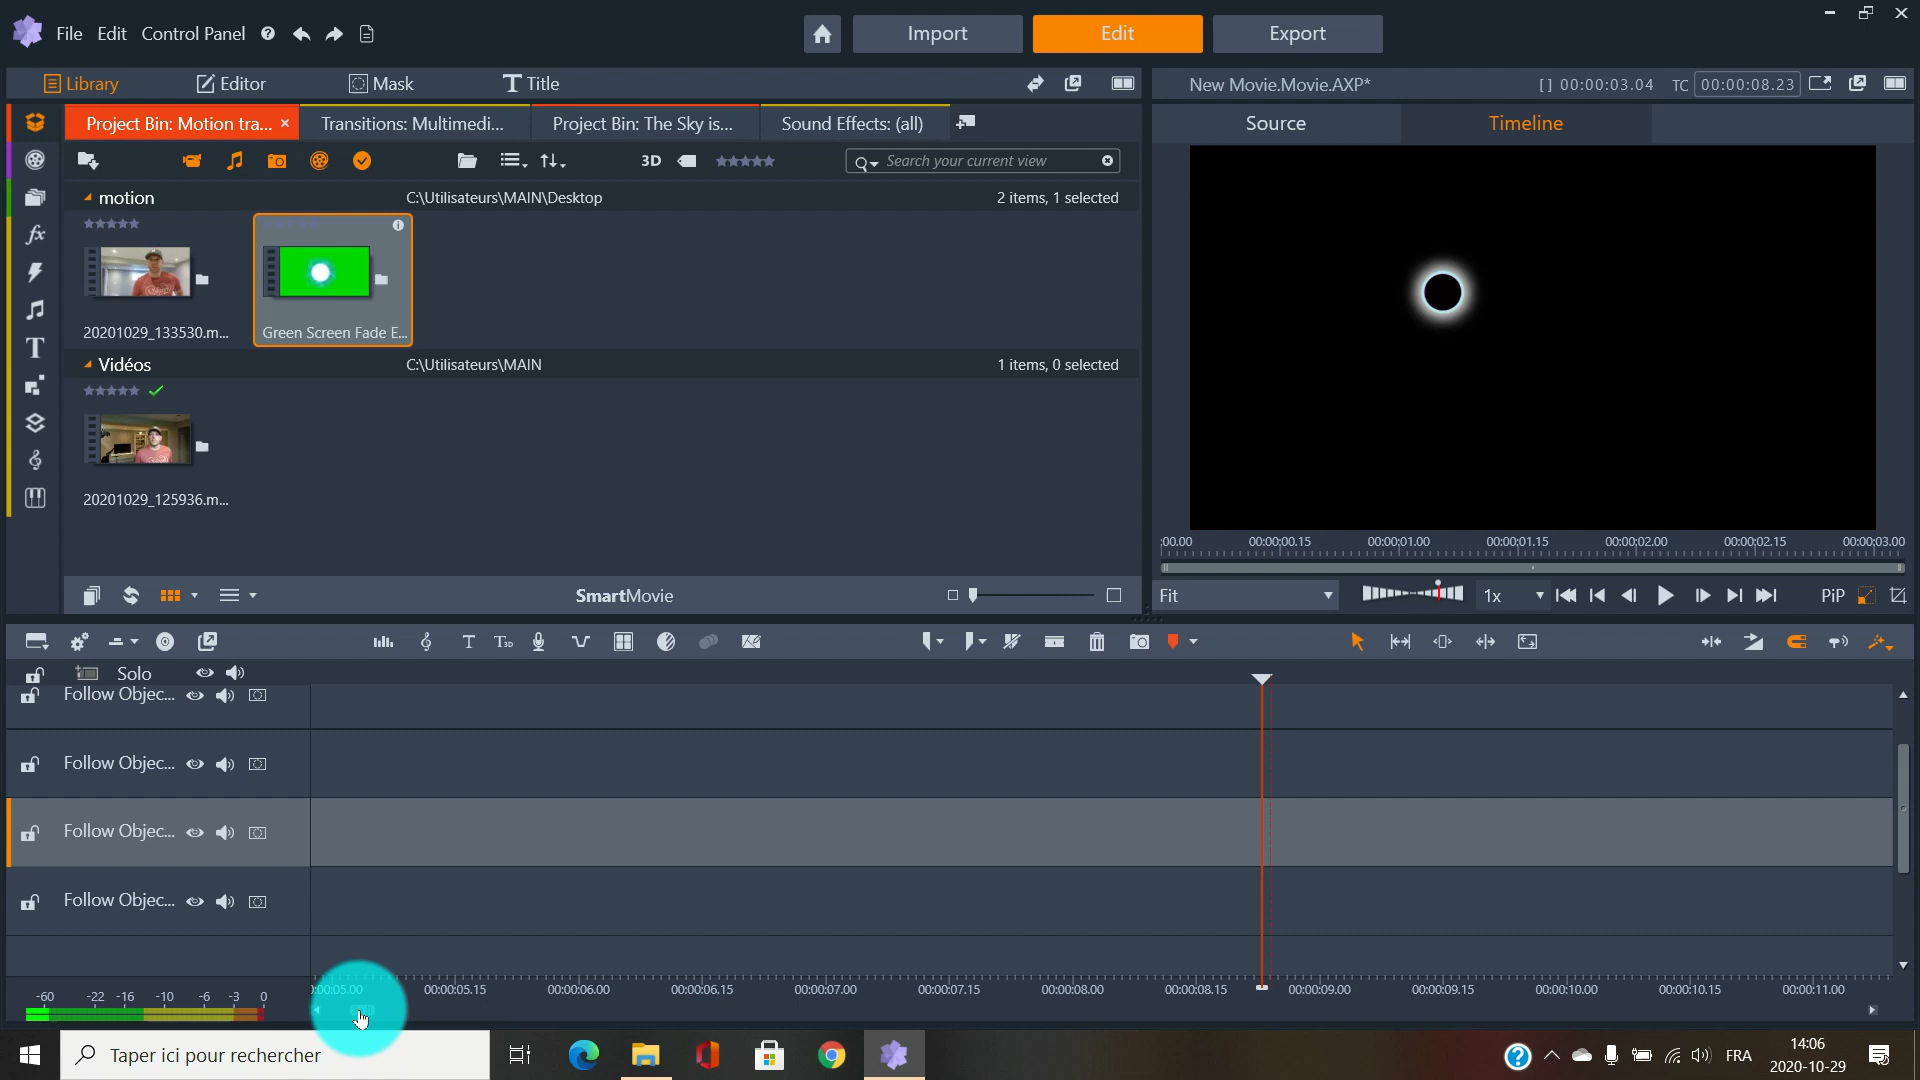 File Edit Control Panel
Import
Edit
Export
Library
Editor
Mask
Title
New Movie.Movie.AXP*
[ ] 00:00:03.04
TC 00:00:08.23
Project Bin: Motion tra...
Transitions: Multimedi...
Project Bin: The Sky is...
Sound Effects: (all)
Source
Timeline
3D
Search your current view
motion
C:\Utilisateurs\MAIN\Desktop
2 items, 1 selected
20201029_133530.m...
Green Screen Fade E...
Vidéos
C:\Utilisateurs\MAIN
1 items, 0 selected
20201029_125936.m...
;00.00 00:00:00.15 00:00:01.00 00:00:01.15 00:00:02.00 00:00:02.15 00:00:03.00
SmartMovie
Fit
1x
PiP
Solo
Follow Objec...
Follow Objec...
Follow Objec...
Follow Objec...
-60 -22 -16 -10 -6 -3 0
0:00:05.00 00:00:05.15 00:00:06.00 00:00:06.15 00:00:07.00 00:00:07.15 00:00:08.00 00:00:08.15 00:00:09.00 00:00:09.15 00:00:10.00 00:00:10.15 00:00:11.00
Taper ici pour rechercher
FRA
14:06
2020-10-29